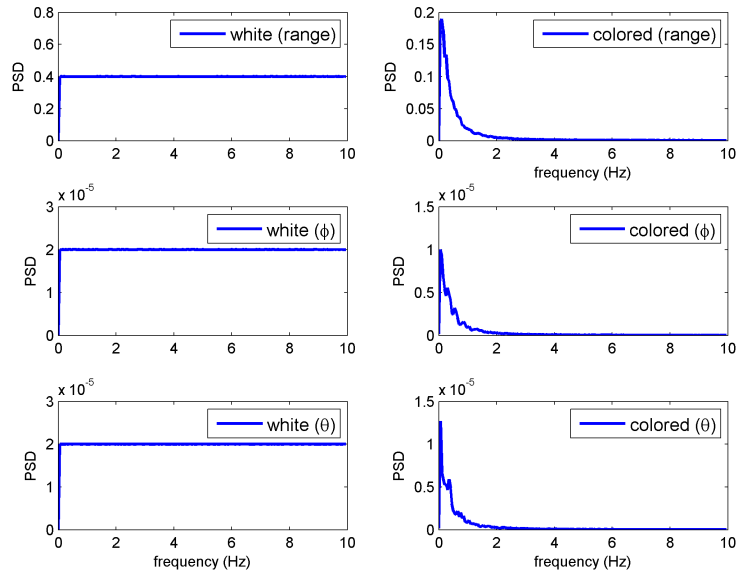 white (range)
PSD
0.8
0.6
0.4
0.2
0
0 2 4 6 8 10
colored (range)
PSD
0.2
0.15
0.1
0.05
0
0 2 4 6 8 10
frequency (Hz)
x 10^-5
white (ϕ)
PSD
3
2
1
0
0 2 4 6 8 10
x 10^-5
colored (ϕ)
PSD
1.5
1
0.5
0
0 2 4 6 8 10
x 10^-5
white (θ)
PSD
3
2
1
0
0 2 4 6 8 10
frequency (Hz)
x 10^-5
colored (θ)
PSD
1.5
1
0.5
0
0 2 4 6 8 10
frequency (Hz)